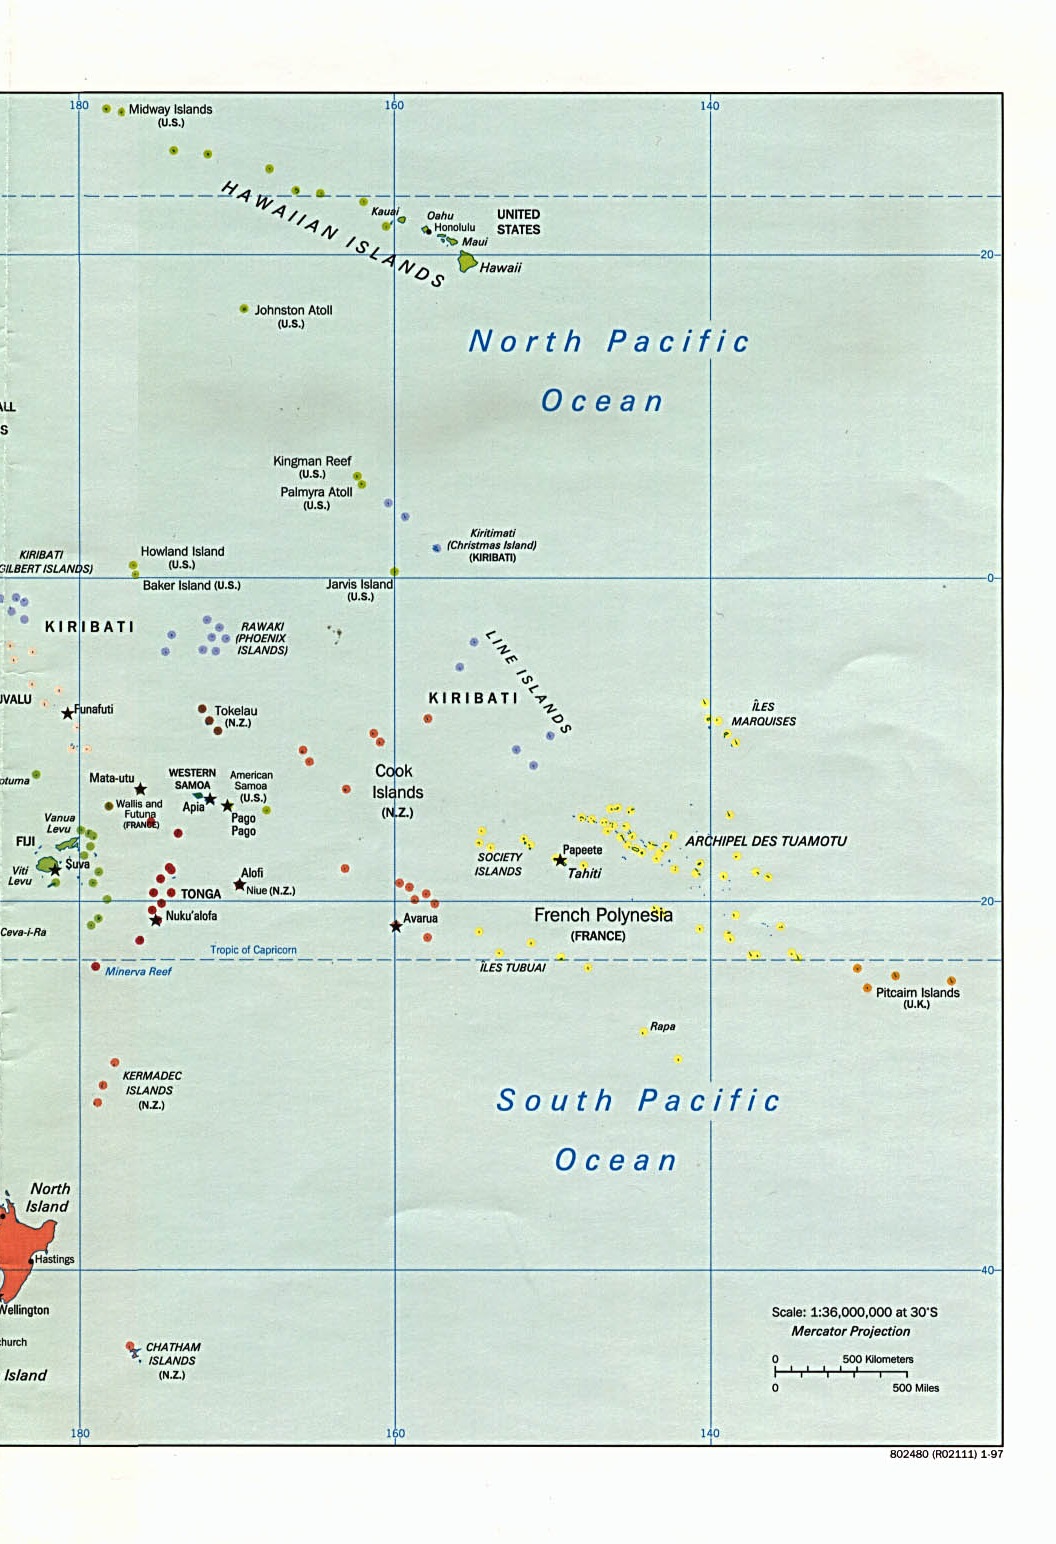 180
160
140
Midway Islands
(U.S.)
HAWAIIAN ISLANDS
Kauai
Oahu
Honolulu
Maui
UNITED
STATES
Hawaii
20
Johnston Atoll
(U.S.)
North Pacific
Ocean
Kingman Reef
(U.S.)
Palmyra Atoll
(U.S.)
Kiritimati
(Christmas Island)
(KIRIBATI)
KIRIBATI
GILBERT ISLANDS)
Howland Island
(U.S.)
Baker Island (U.S.)
Jarvis Island
(U.S.)
0
KIRIBATI
RAWAKI
(PHOENIX
ISLANDS)
LINE ISLANDS
KIRIBATI
UVALU
Funafuti
Tokelau
(N.Z.)
ÎLES
MARQUISES
Mata-utu
WESTERN
SAMOA
American
Samoa
(U.S.)
Cook
Islands
(N.Z.)
otuma
Wallis and
Futuna
(FRANCE)
Apia
Pago
Pago
Vanua
Levu
FIJI
Suva
Viti
Levu
SOCIETY
ISLANDS
Papeete
Tahiti
ARCHIPEL DES TUAMOTU
Alofi
Niue (N.Z.)
TONGA
Nuku'alofa
20
Avarua
French Polynesia
(FRANCE)
Ceva-i-Ra
Tropic of Capricorn
Minerva Reef
ÎLES TUBUAI
Pitcairn Islands
(U.K.)
Rapa
KERMADEC
ISLANDS
(N.Z.)
South Pacific
Ocean
North
Island
Hastings
40
Wellington
church
Island
CHATHAM
ISLANDS
(N.Z.)
Scale: 1:36,000,000 at 30°S
Mercator Projection
0 500 Kilometers
0 500 Miles
180
160
140
802480 (R02111) 1-97